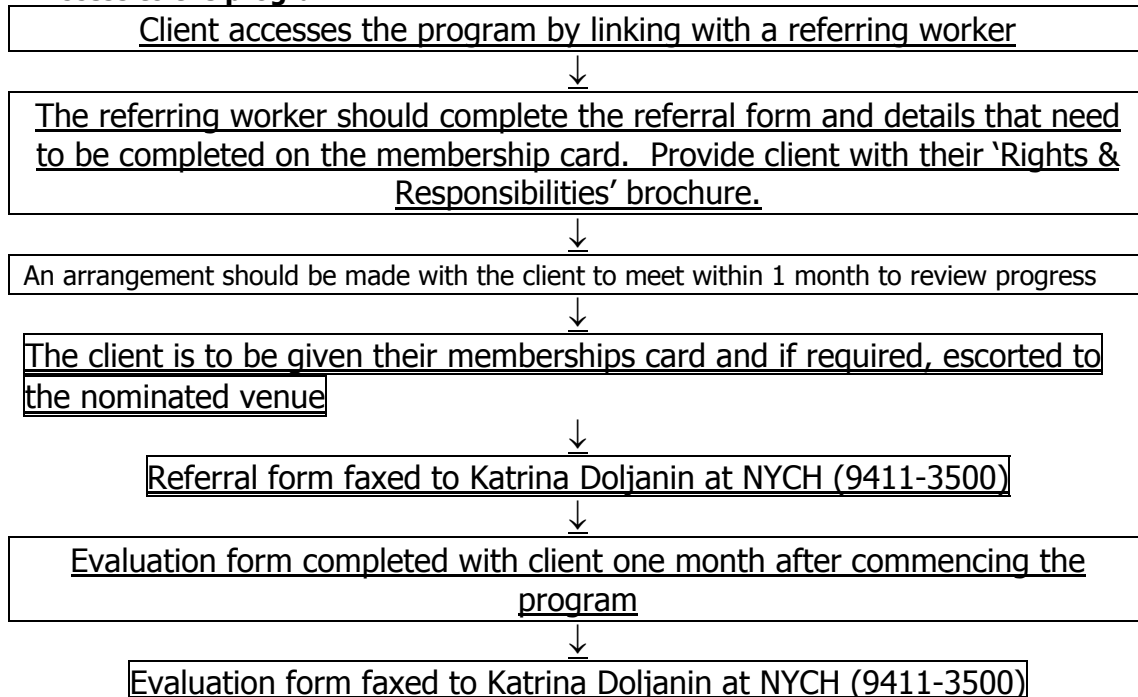 Client accesses the program by linking with a referring worker
↓
The referring worker should complete the referral form and details that need
to be completed on the membership card.  Provide client with their ‘Rights &
Responsibilities’ brochure.
↓
An arrangement should be made with the client to meet within 1 month to review progress
↓
The client is to be given their memberships card and if required, escorted to
the nominated venue
↓
Referral form faxed to Katrina Doljanin at NYCH (9411-3500)
↓
Evaluation form completed with client one month after commencing the
program
↓
Evaluation form faxed to Katrina Doljanin at NYCH (9411-3500)